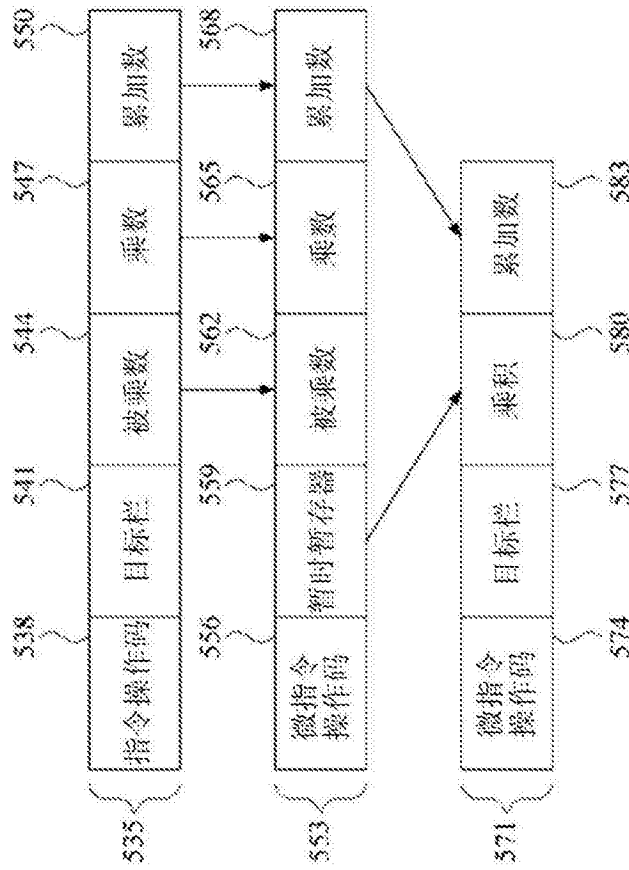 538
541
544
547
550
指令操作码
目标栏
被乘数
乘数
累加数
535
556
559
562
565
568
微指令
操作码
暂时暂存器
被乘数
乘数
累加数
553
微指令
操作码
目标栏
乘积
累加数
571
574
577
580
583